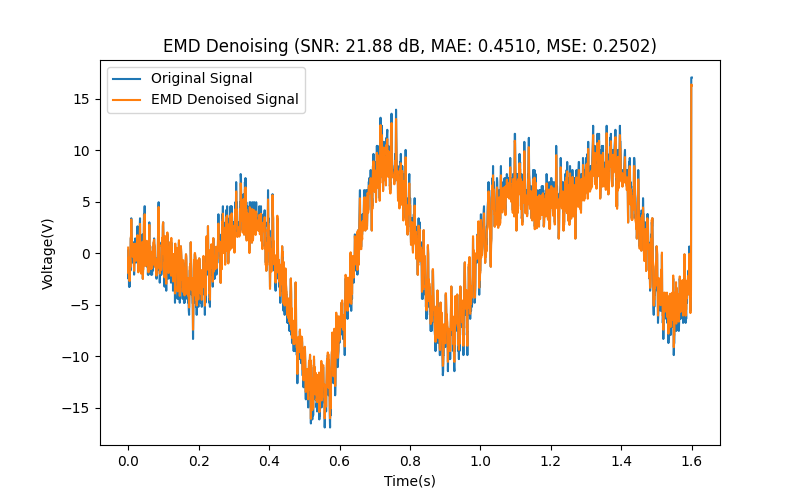 EMD Denoising (SNR: 21.88 dB, MAE: 0.4510, MSE: 0.2502)
Original Signal
EMD Denoised Signal
Voltage(V)
15
10
5
0
−5
−10
−15
0.0 0.2 0.4 0.6 0.8 1.0 1.2 1.4 1.6
Time(s)